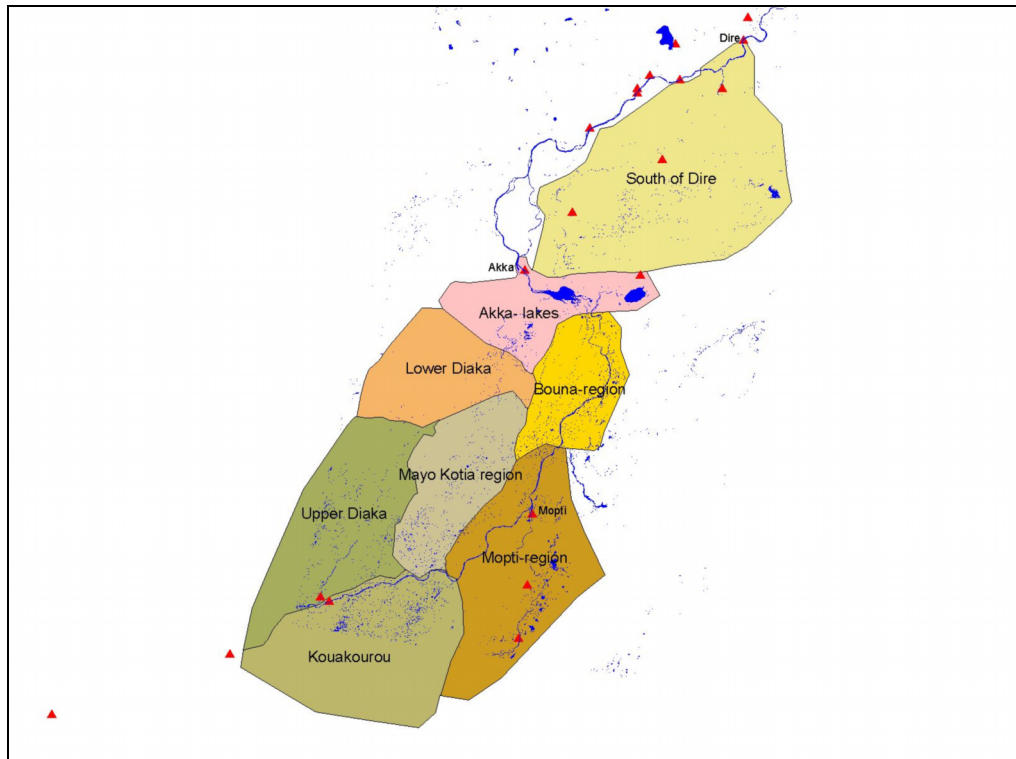 Dire
South of Dire
Akka
Akka- lakes
Lower Diaka
Bouna-region
Mayo Kotia region
Upper Diaka
Mopti
Mopti-region
Kouakourou